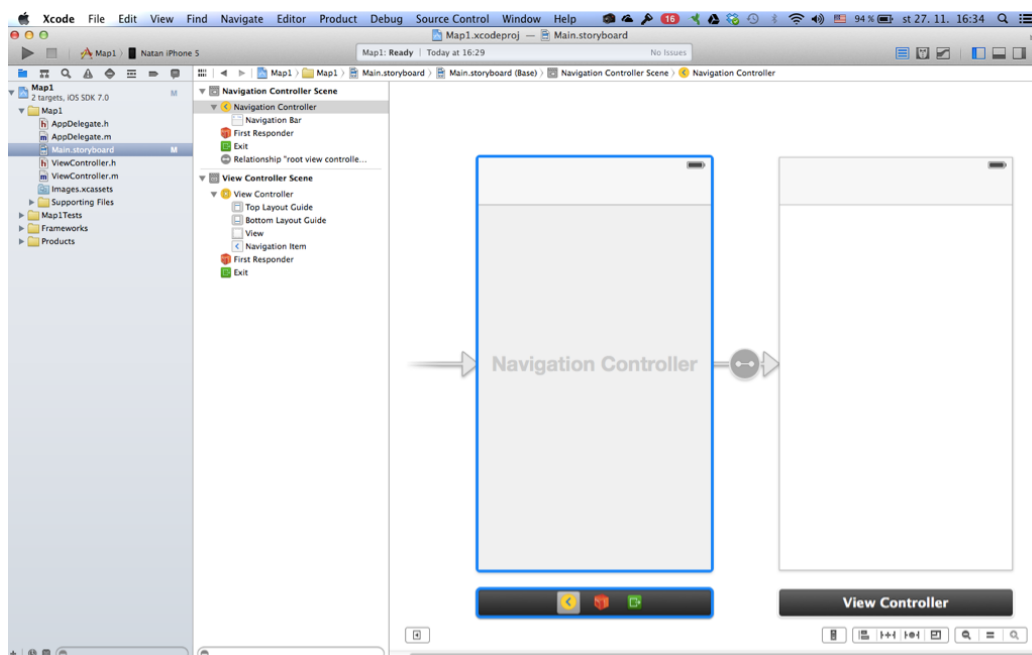 Xcode File Edit View Find Navigate Editor Product Debug Source Control Window Help 16 94 % st 27. 11. 16:34
Map1.xcodeproj — Main.storyboard
Map1 Natan iPhone 5 Map1: Ready | Today at 16:29 No Issues
Map1 Map1 Main.storyboard Main.storyboard (Base) Navigation Controller Scene Navigation Controller
Map1
2 targets, iOS SDK 7.0 M
Map1
AppDelegate.h
AppDelegate.m
Main.storyboard M
ViewController.h
ViewController.m
Images.xcassets
Supporting Files
Map1Tests
Frameworks
Products
Navigation Controller Scene
Navigation Controller
Navigation Bar
First Responder
Exit
Relationship "root view controlle...
View Controller Scene
View Controller
Top Layout Guide
Bottom Layout Guide
View
Navigation Item
First Responder
Exit
Navigation Controller
View Controller